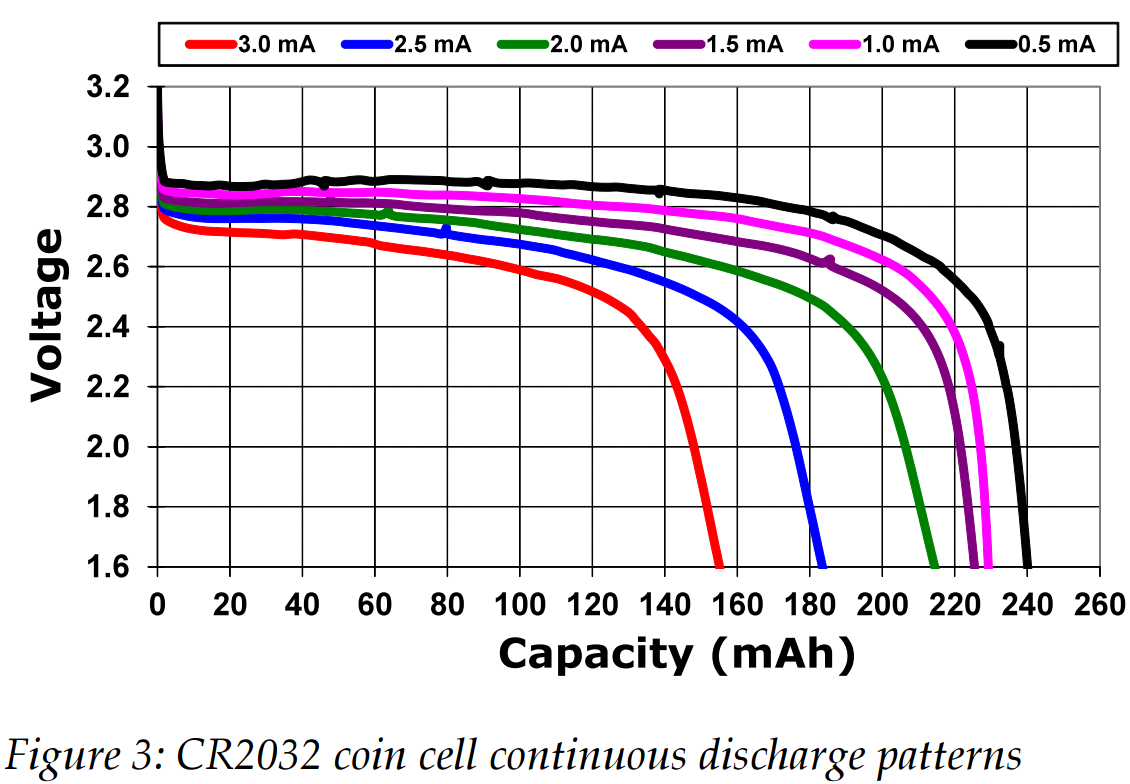 3.0 mA 2.5 mA 2.0 mA 1.5 mA 1.0 mA 0.5 mA
3.2
3.0
2.8
2.6
2.4
2.2
2.0
1.8
1.6
Voltage
0 20 40 60 80 100 120 140 160 180 200 220 240 260
Capacity (mAh)
Figure 3: CR2032 coin cell continuous discharge patterns